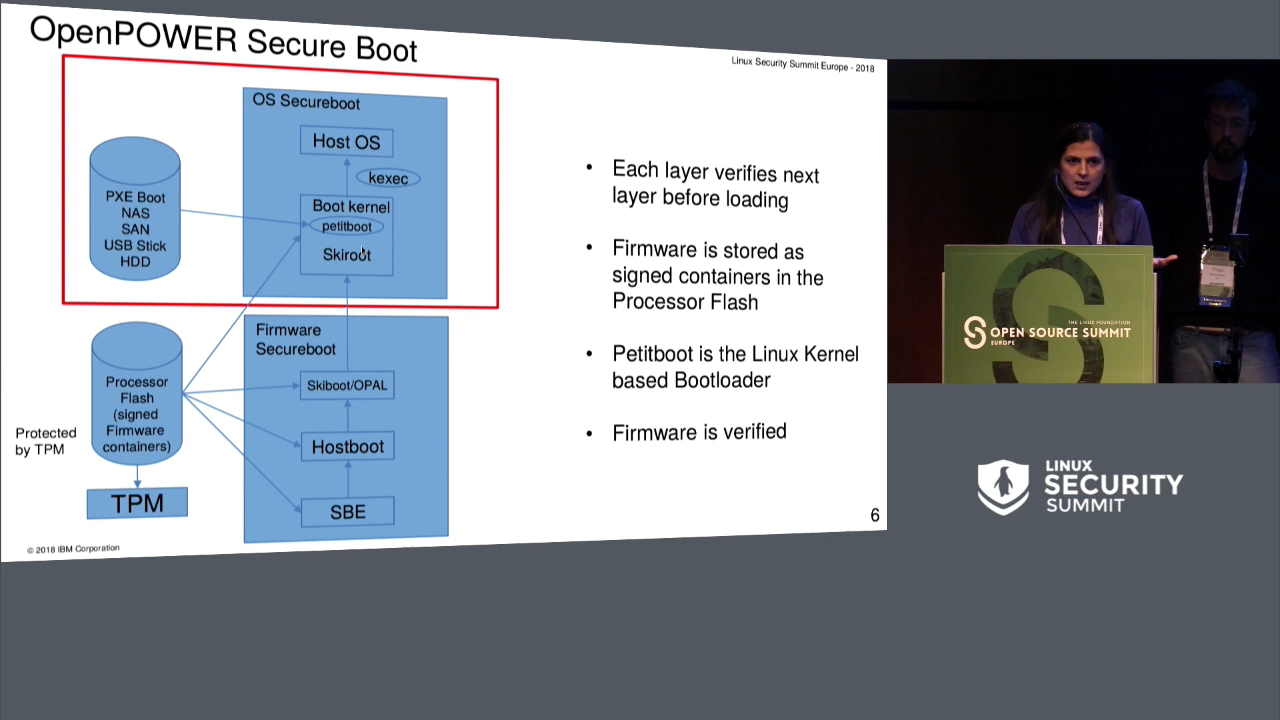 OpenPOWER Secure Boot
Linux Security Summit Europe - 2018
OS Secureboot
Host OS
kexec
Boot kernel
petitboot
Skiroot
PXE Boot
NAS
SAN
USB Stick
HDD
Firmware
Secureboot
Skiboot/OPAL
Hostboot
SBE
Processor
Flash
(signed
Firmware
containers)
Protected
by TPM
TPM
• Each layer verifies next
layer before loading
• Firmware is stored as
signed containers in the
Processor Flash
• Petitboot is the Linux Kernel
based Bootloader
• Firmware is verified
6
© 2018 IBM Corporation
THE LINUX FOUNDATION
OPEN SOURCE SUMMIT
EUROPE
LINUX
SECURITY
SUMMIT